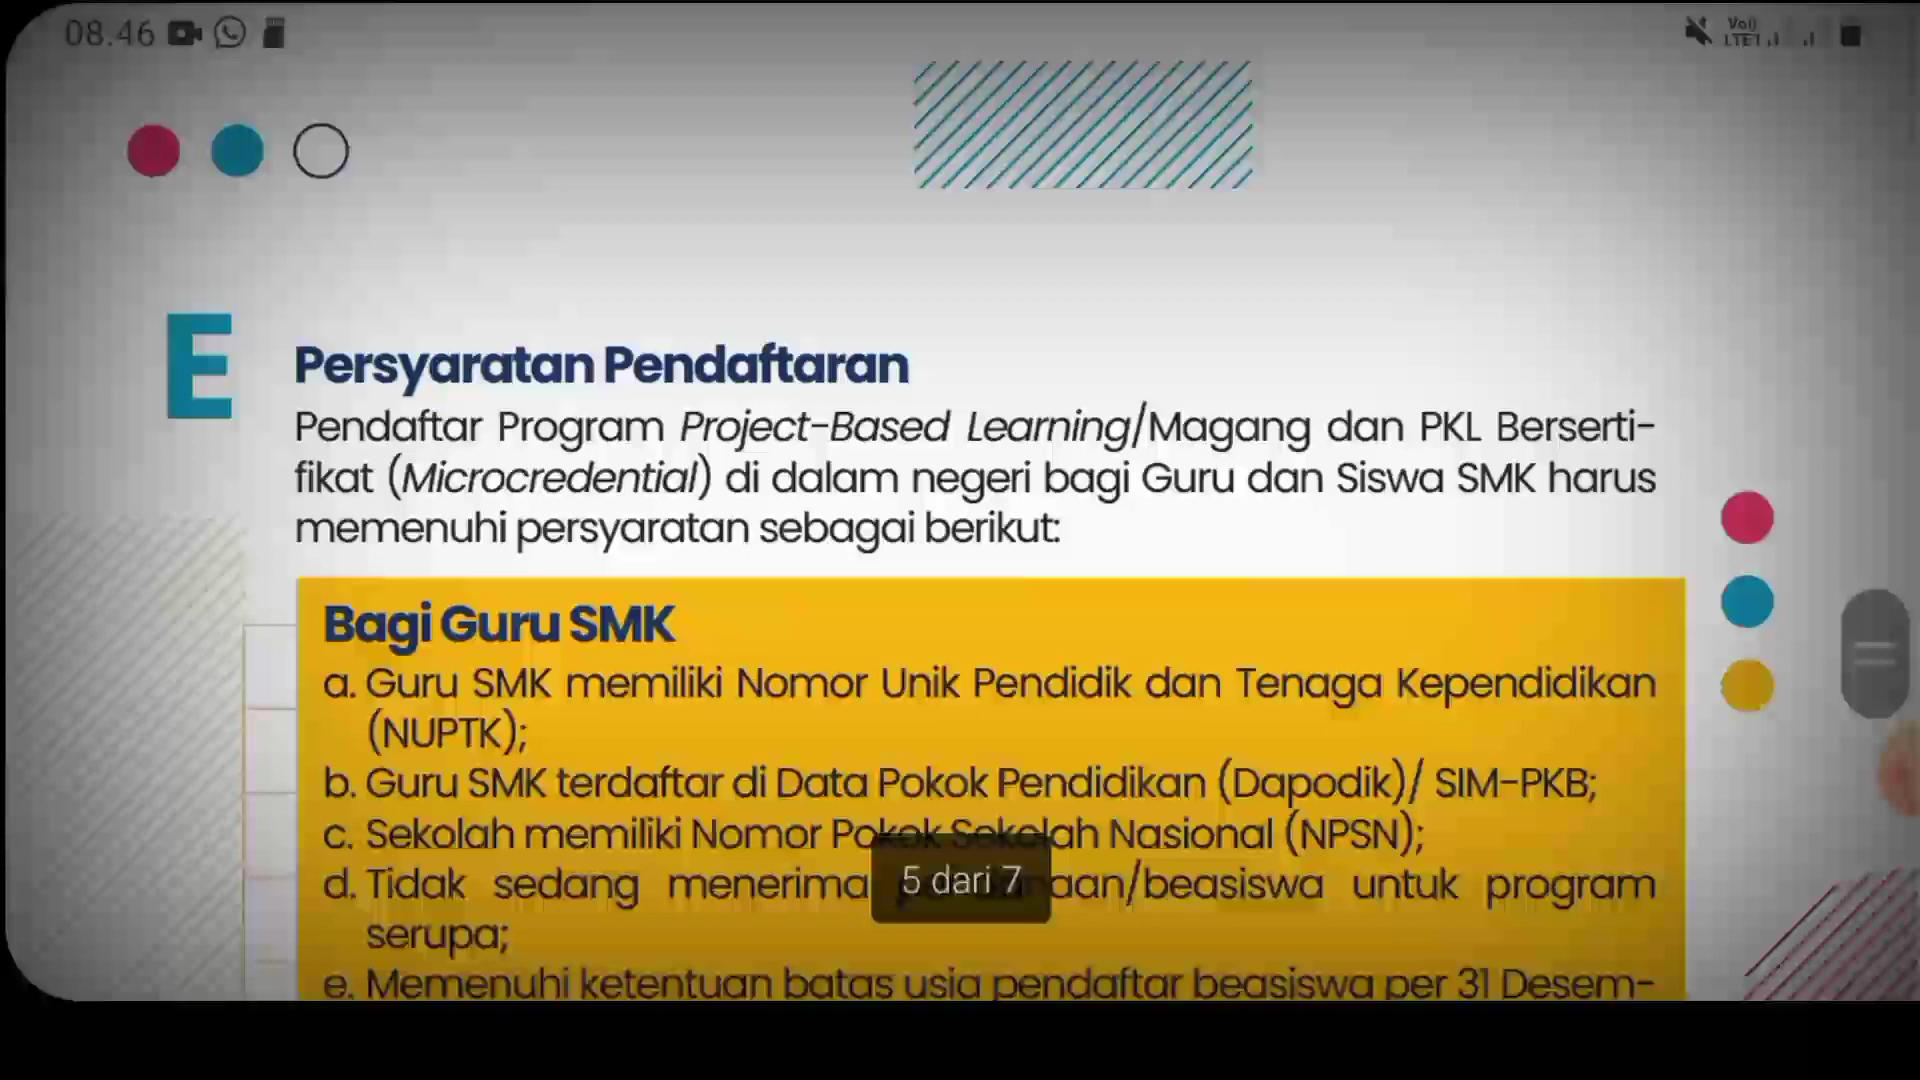 08.46
Vo))
LTE1
E
Persyaratan Pendaftaran
Pendaftar Program Project-Based Learning/Magang dan PKL Berserti-
fikat (Microcredential) di dalam negeri bagi Guru dan Siswa SMK harus
memenuhi persyaratan sebagai berikut:
Bagi Guru SMK
a. Guru SMK memiliki Nomor Unik Pendidik dan Tenaga Kependidikan
(NUPTK);
b. Guru SMK terdaftar di Data Pokok Pendidikan (Dapodik)/ SIM-PKB;
c. Sekolah memiliki Nomor Pokok Sekolah Nasional (NPSN);
d. Tidak sedang menerima /beasiswa untuk program
5 dari 7
serupa;
e. Memenuhi ketentuan batas usia pendaftar beasiswa per 31 Desem-